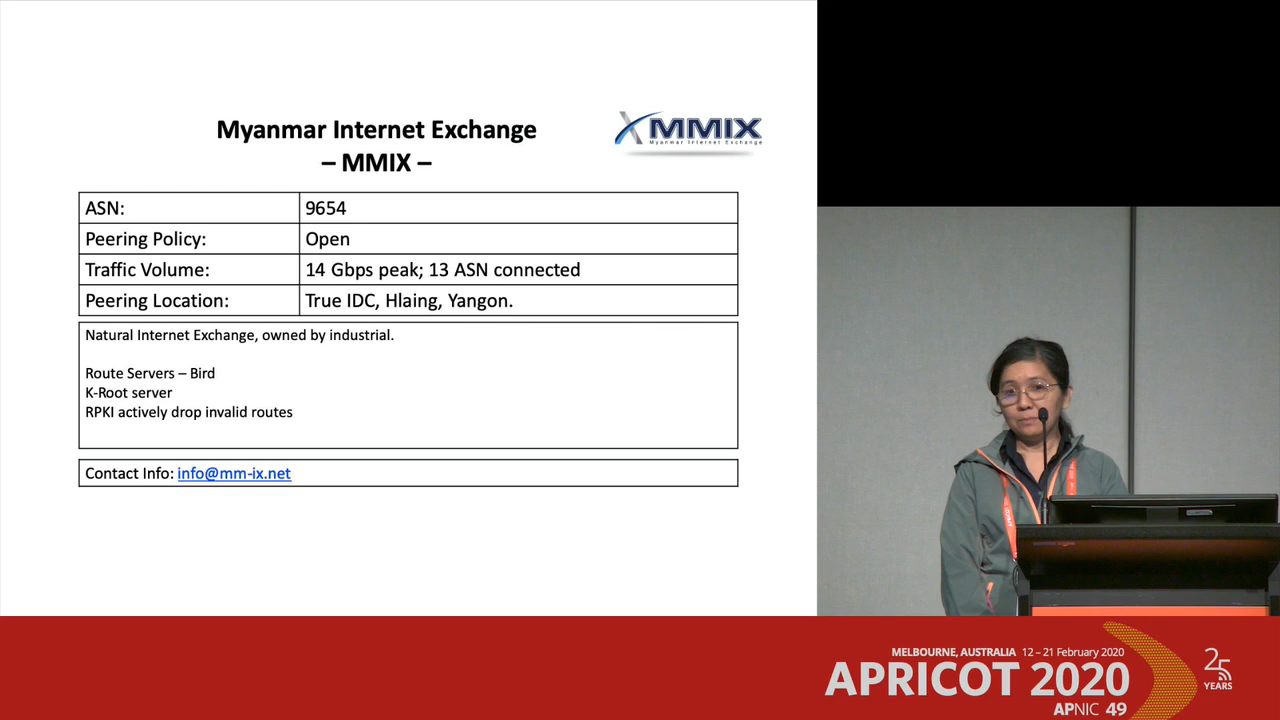 Myanmar Internet Exchange
– MMIX –
MMIX
Myanmar Internet Exchange
ASN: 9654
Peering Policy: Open
Traffic Volume: 14 Gbps peak; 13 ASN connected
Peering Location: True IDC, Hlaing, Yangon.
Natural Internet Exchange, owned by industrial.
Route Servers – Bird
K-Root server
RPKI actively drop invalid routes
Contact Info: info@mm-ix.net
MELBOURNE, AUSTRALIA 12 – 21 February 2020
APRICOT 2020
APNIC 49
25
YEARS